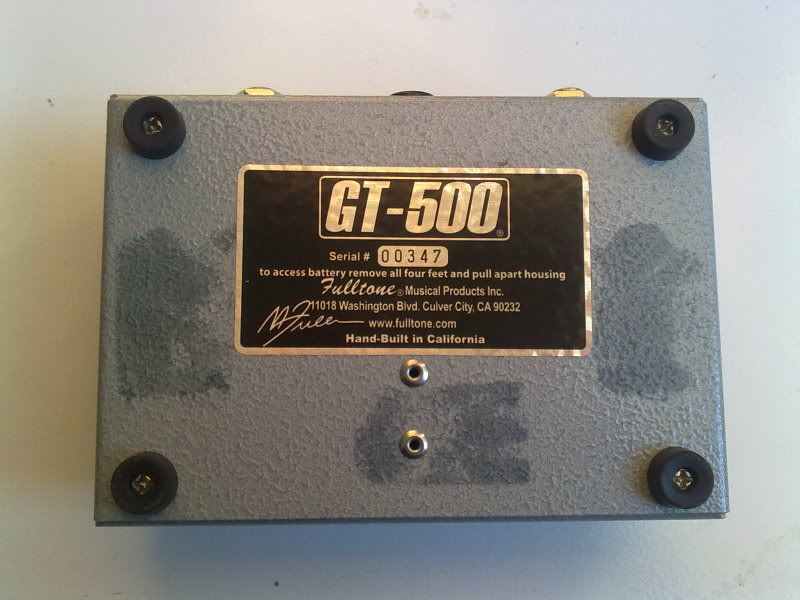 GT-500®
Serial # 00347
to access battery remove all four feet and pull apart housing
Fulltone® Musical Products Inc.
11018 Washington Blvd. Culver City, CA 90232
M Fuller www.fulltone.com
Hand-Built in California